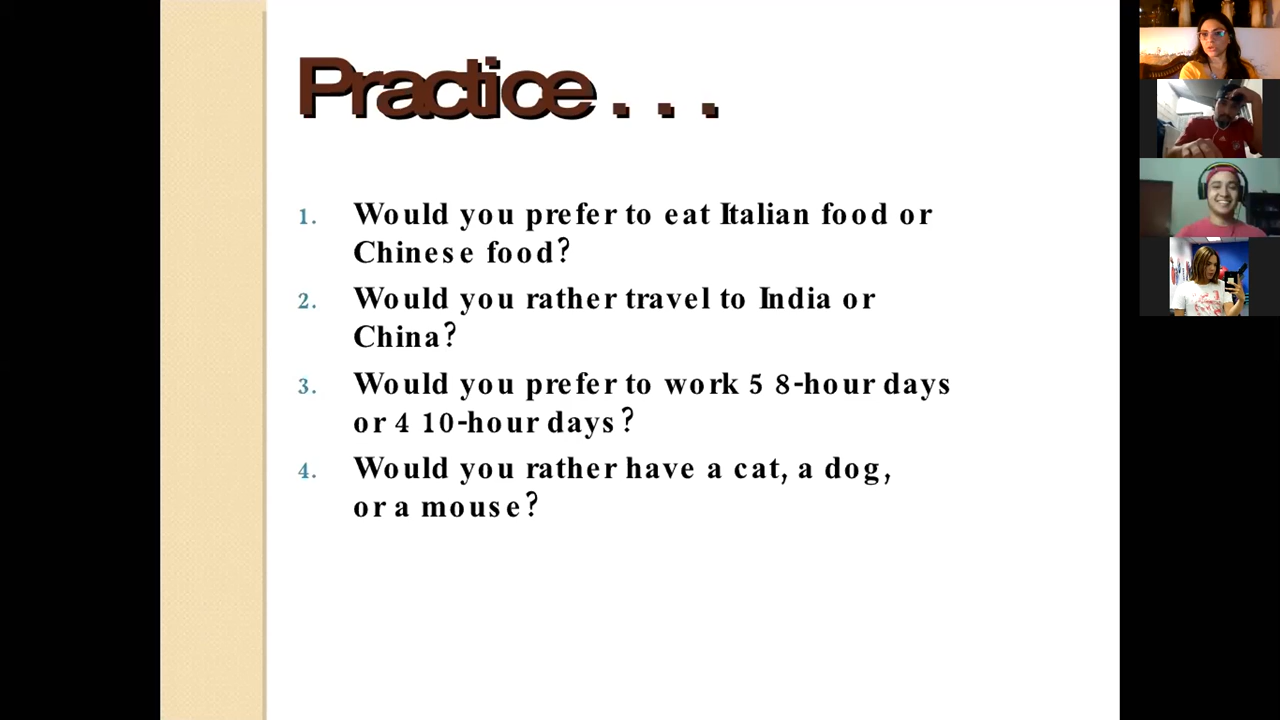 Practice . . .
1. Would you prefer to eat Italian food or
Chinese food?
2. Would you rather travel to India or
China?
3. Would you prefer to work 5 8-hour days
or 4 10-hour days?
4. Would you rather have a cat, a dog,
or a mouse?